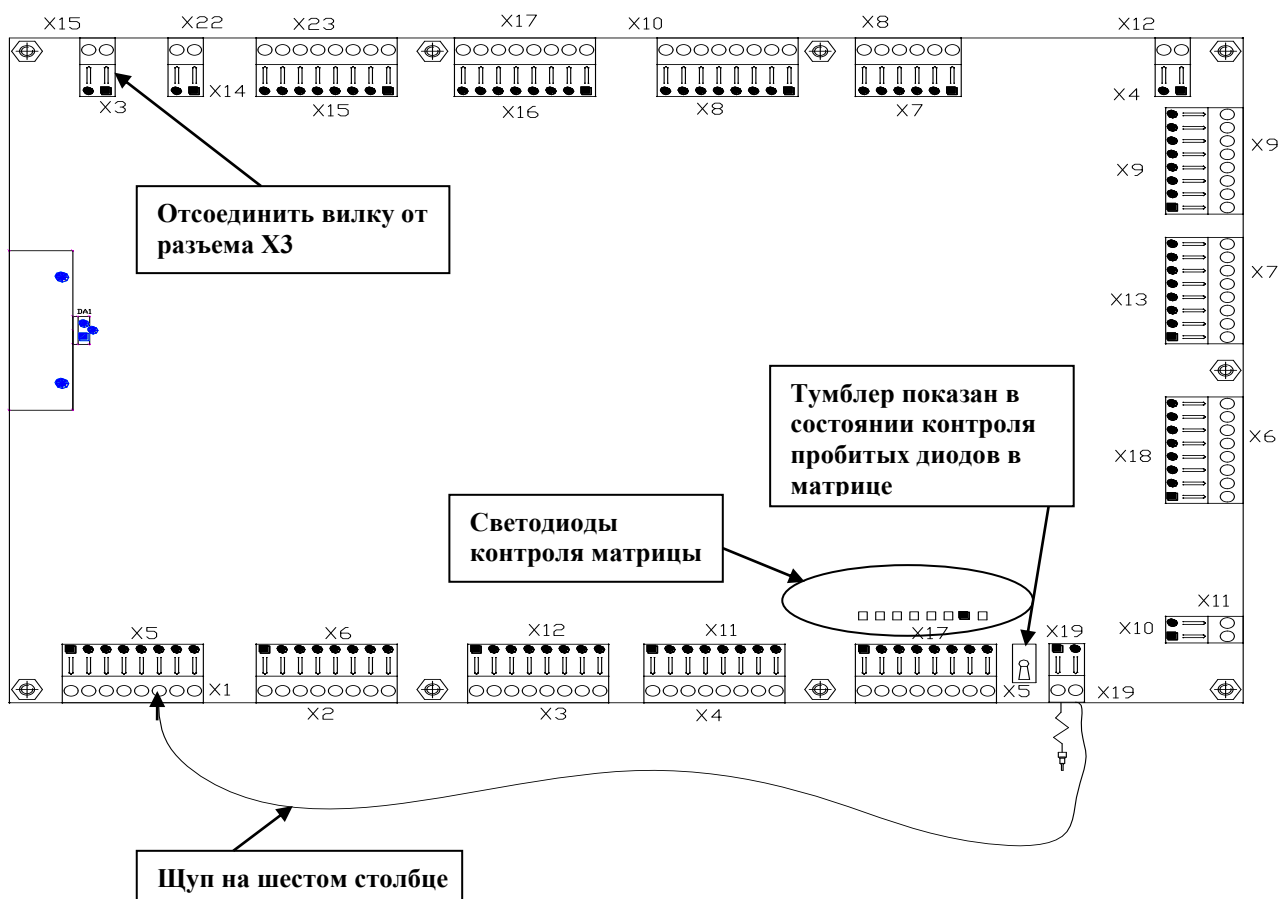 X15 X22 X23 X17 X10 X8 X12
X3 X14 X15 X16 X8 X7 X4
X9 X9
Отсоединить вилку от
разъема X3
X13 X7
DA1
Тумблер показан в
состоянии контроля
пробитых диодов в
матрице
X18 X6
Светодиоды
контроля матрицы
X10 X11
X5 X6 X12 X11 X17 X19
X1 X2 X3 X4 X5 X19
Щуп на шестом столбце